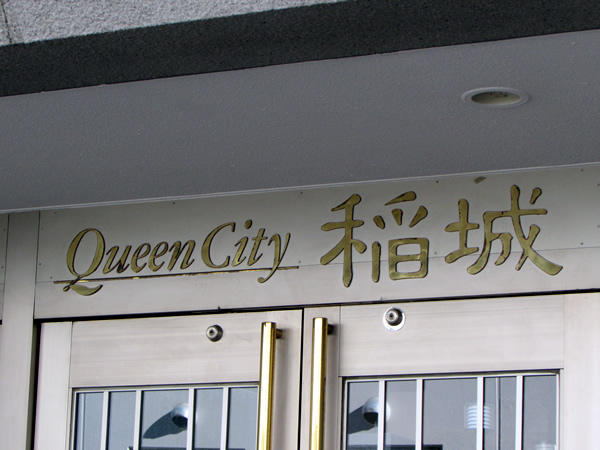 Queen City 稲城